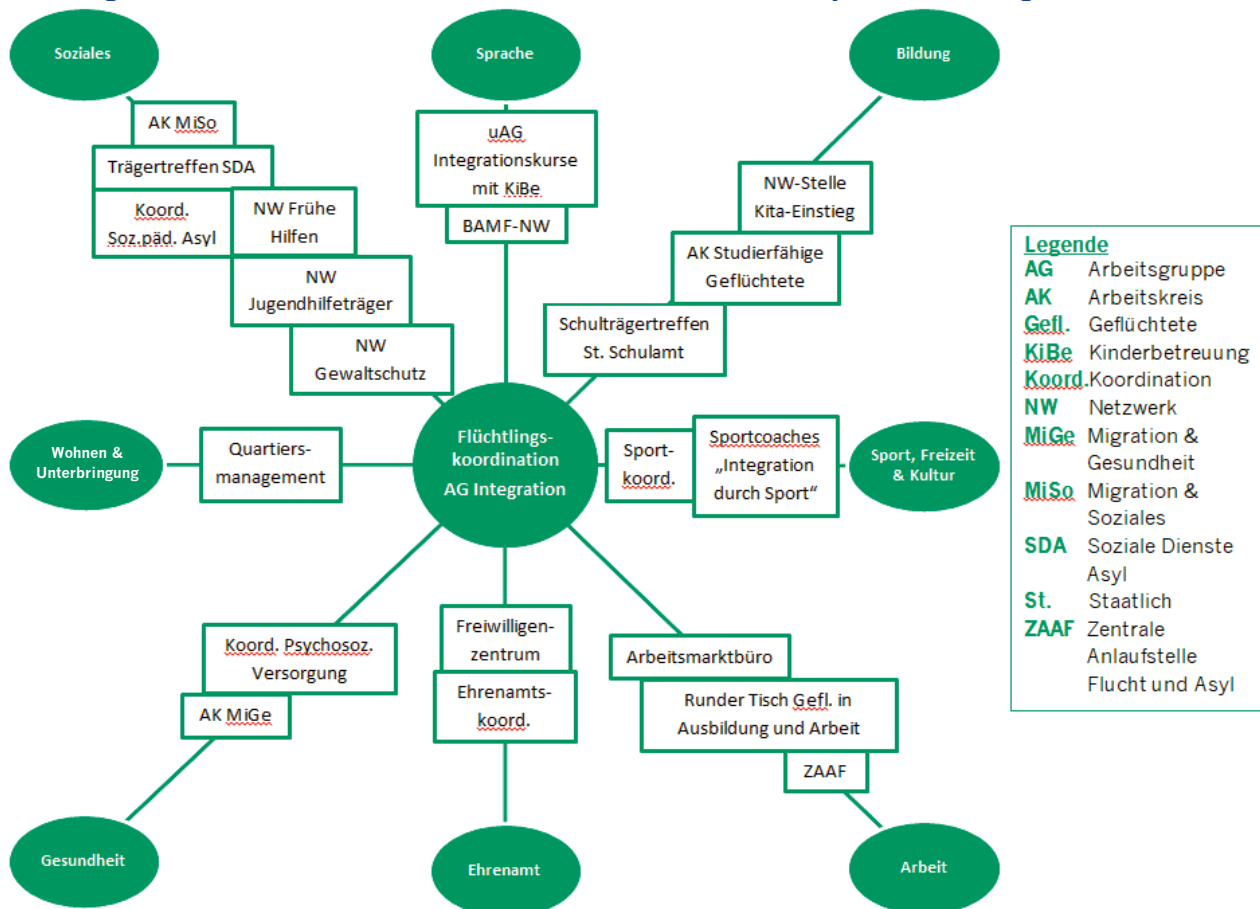 Soziales
Sprache
Bildung
AK MiSo
Trägertreffen SDA
Koord.
Soz.päd. Asyl
NW Frühe
Hilfen
NW
Jugendhilfeträger
NW
Gewaltschutz
uAG
Integrationskurse
mit KiBe
BAMF-NW
NW-Stelle
Kita-Einstieg
AK Studierfähige
Geflüchtete
Schulträgertreffen
St. Schulamt
Wohnen &
Unterbringung
Quartiers-
management
Flüchtlings-
koordination
AG Integration
Sport-
koord.
Sportcoaches
„Integration
durch Sport“
Sport, Freizeit
& Kultur
Koord. Psychosoz.
Versorgung
AK MiGe
Gesundheit
Freiwilligen-
zentrum
Ehrenamts-
koord.
Ehrenamt
Arbeitsmarktbüro
Runder Tisch Gefl. in
Ausbildung und Arbeit
ZAAF
Arbeit
Legende
AG Arbeitsgruppe
AK Arbeitskreis
Gefl. Geflüchtete
KiBe Kinderbetreuung
Koord. Koordination
NW Netzwerk
MiGe Migration &
Gesundheit
MiSo Migration &
Soziales
SDA Soziale Dienste
Asyl
St. Staatlich
ZAAF Zentrale
Anlaufstelle
Flucht und Asyl